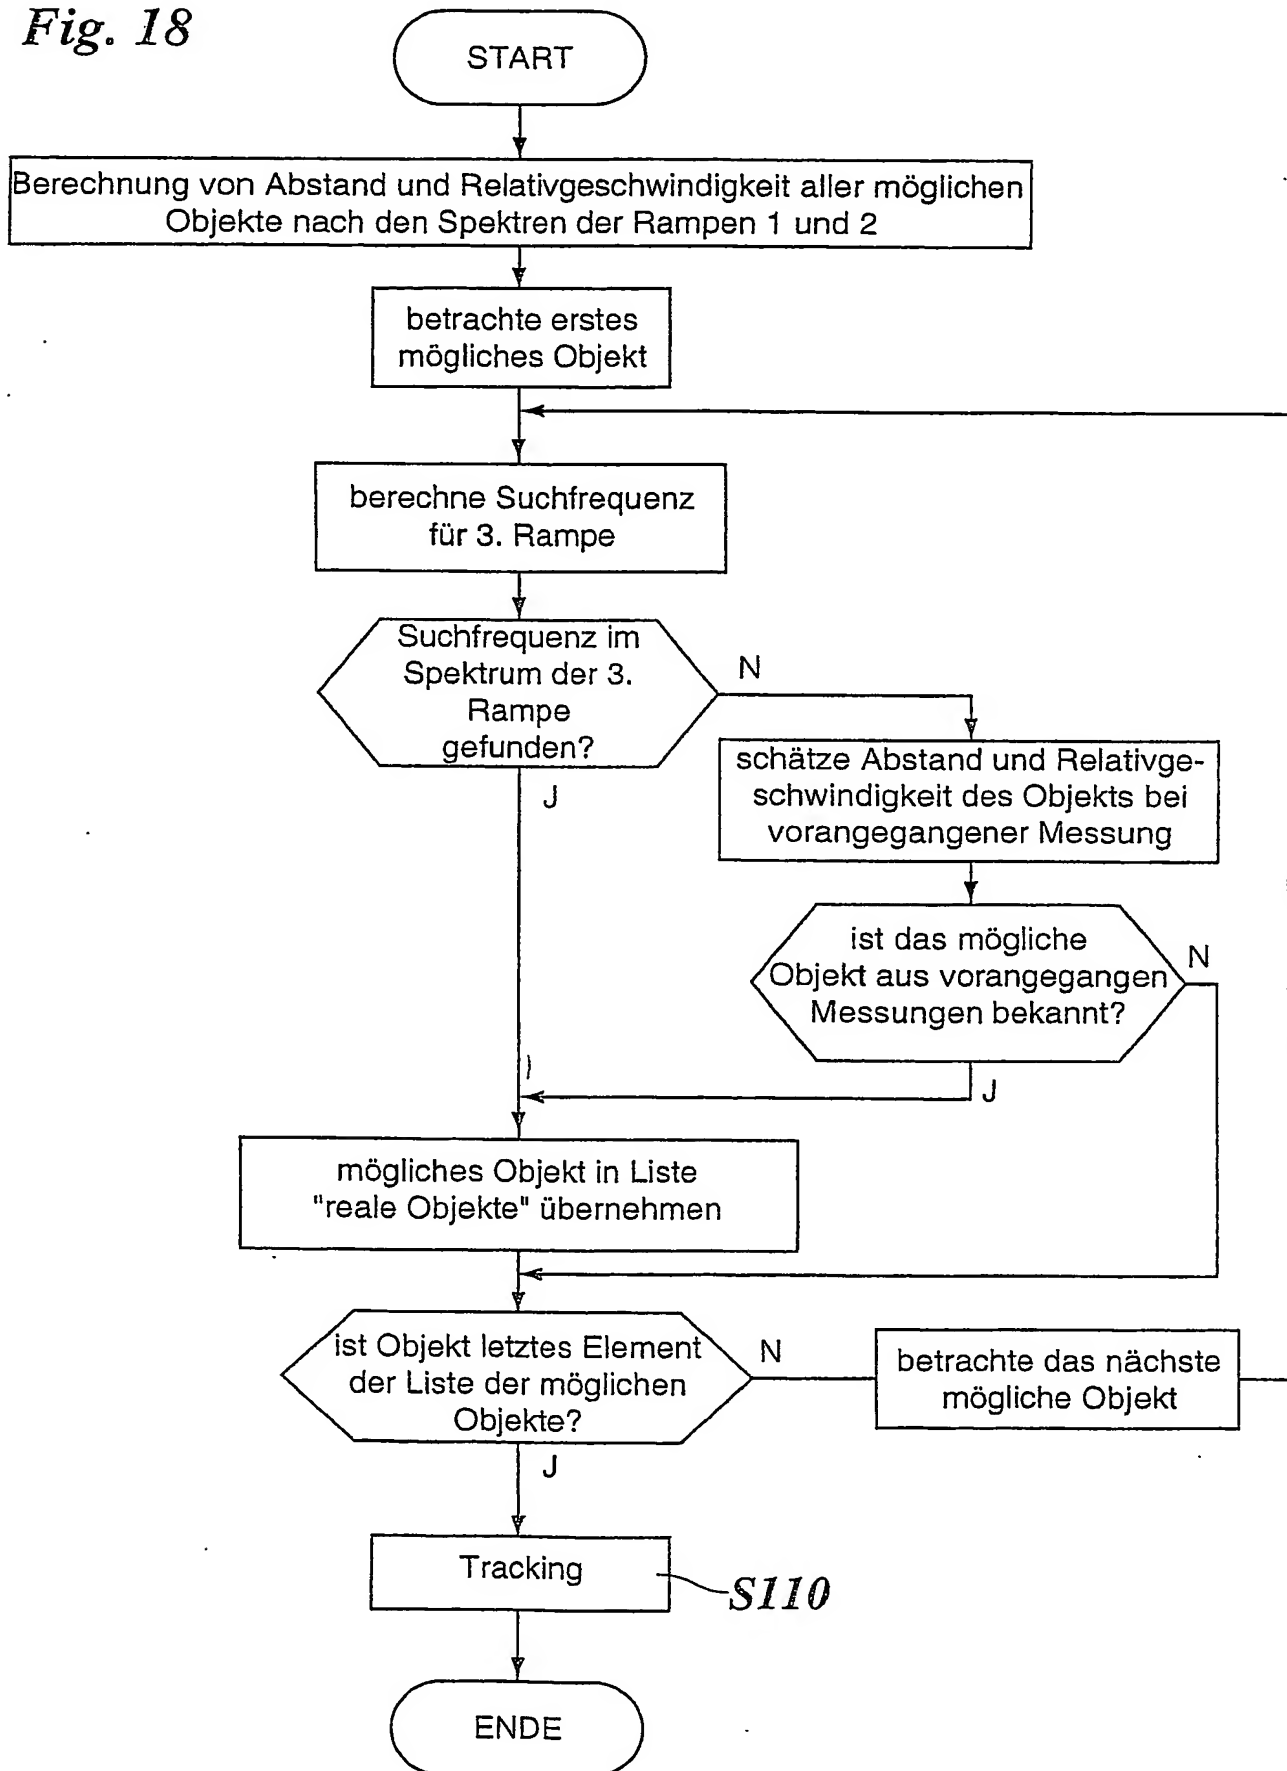 Fig. 18
START
Berechnung von Abstand und Relativgeschwindigkeit aller möglichen
Objekte nach den Spektren der Rampen 1 und 2
betrachte erstes
mögliches Objekt
berechne Suchfrequenz
für 3. Rampe
Suchfrequenz im
Spektrum der 3.
Rampe
gefunden?
N
J
schätze Abstand und Relativge-
schwindigkeit des Objekts bei
vorangegangener Messung
ist das mögliche
Objekt aus vorangegangen
Messungen bekannt?
N
J
mögliches Objekt in Liste
"reale Objekte" übernehmen
ist Objekt letztes Element
der Liste der möglichen
Objekte?
N
betrachte das nächste
mögliche Objekt
J
Tracking
S110
ENDE